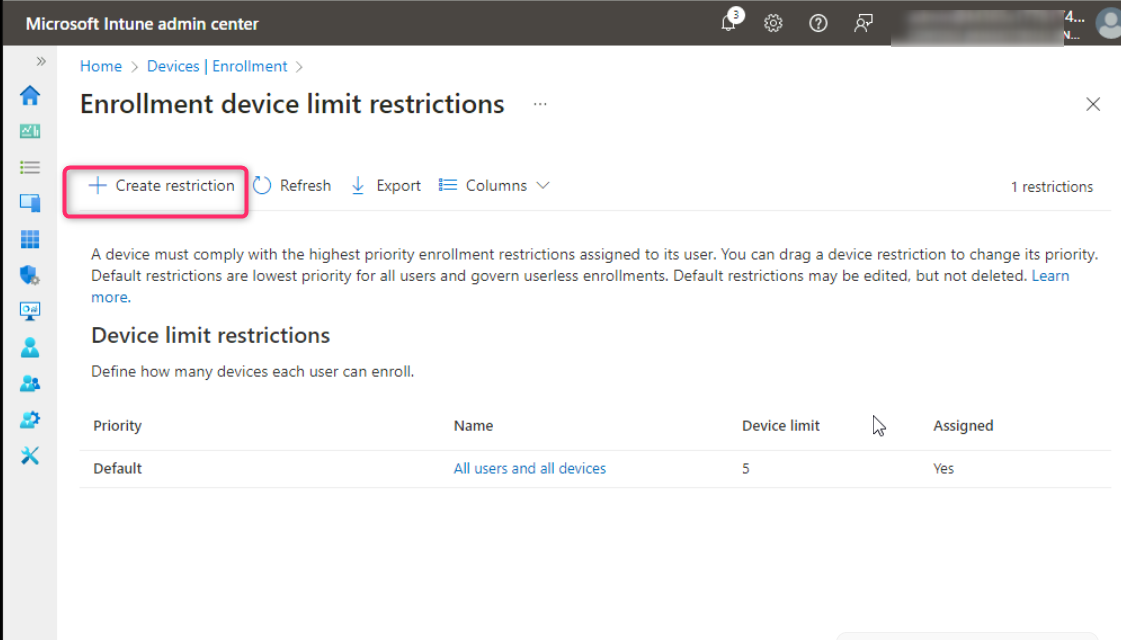 Microsoft Intune admin center
3
4...
N...
Home > Devices | Enrollment >
Enrollment device limit restrictions ...
Create restriction Refresh Export Columns 1 restrictions
A device must comply with the highest priority enrollment restrictions assigned to its user. You can drag a device restriction to change its priority.
Default restrictions are lowest priority for all users and govern userless enrollments. Default restrictions may be edited, but not deleted. Learn
more.
Device limit restrictions
Define how many devices each user can enroll.
Priority Name Device limit Assigned
Default All users and all devices 5 Yes